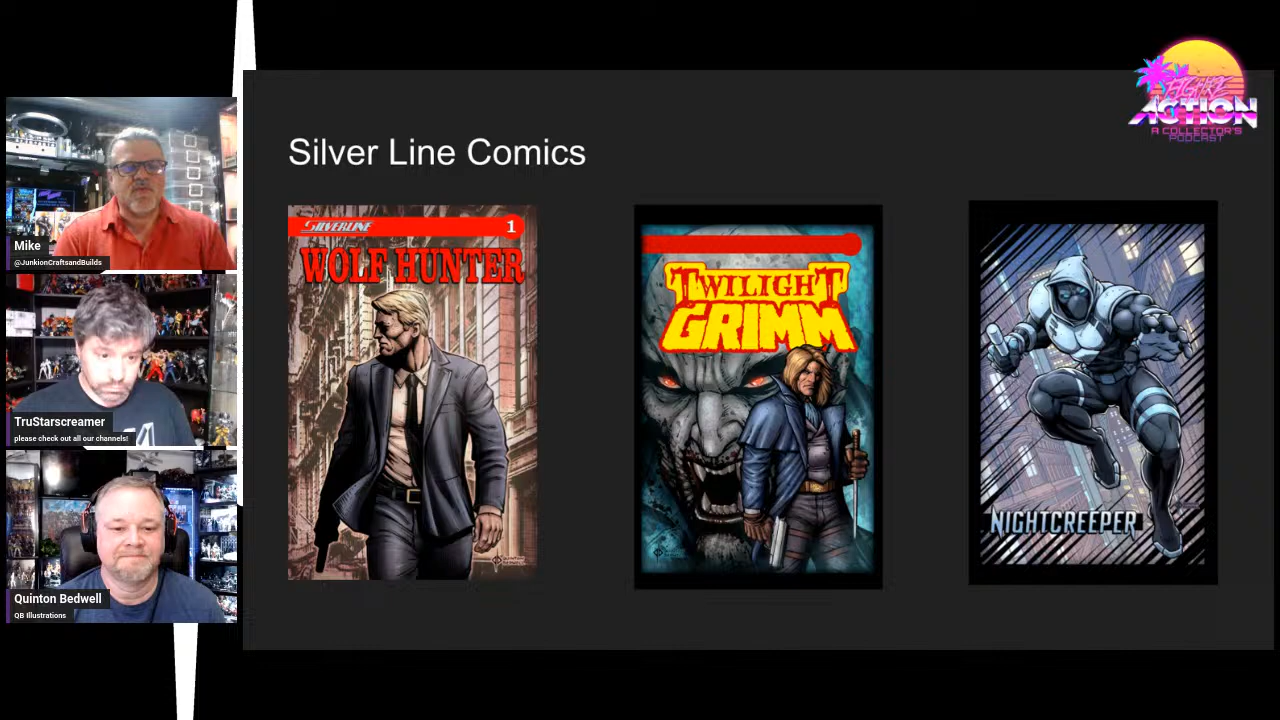 Silver Line Comics
FIGURE
ACTION
A COLLECTOR'S
PODCAST
Mike
@JunkionCraftsandBuilds
TruStarscreamer
please check out all our channels!
Quinton Bedwell
QB Illustrations
SILVERLINE 1
WOLF HUNTER
TWILIGHT
GRIMM
NIGHTCREEPER